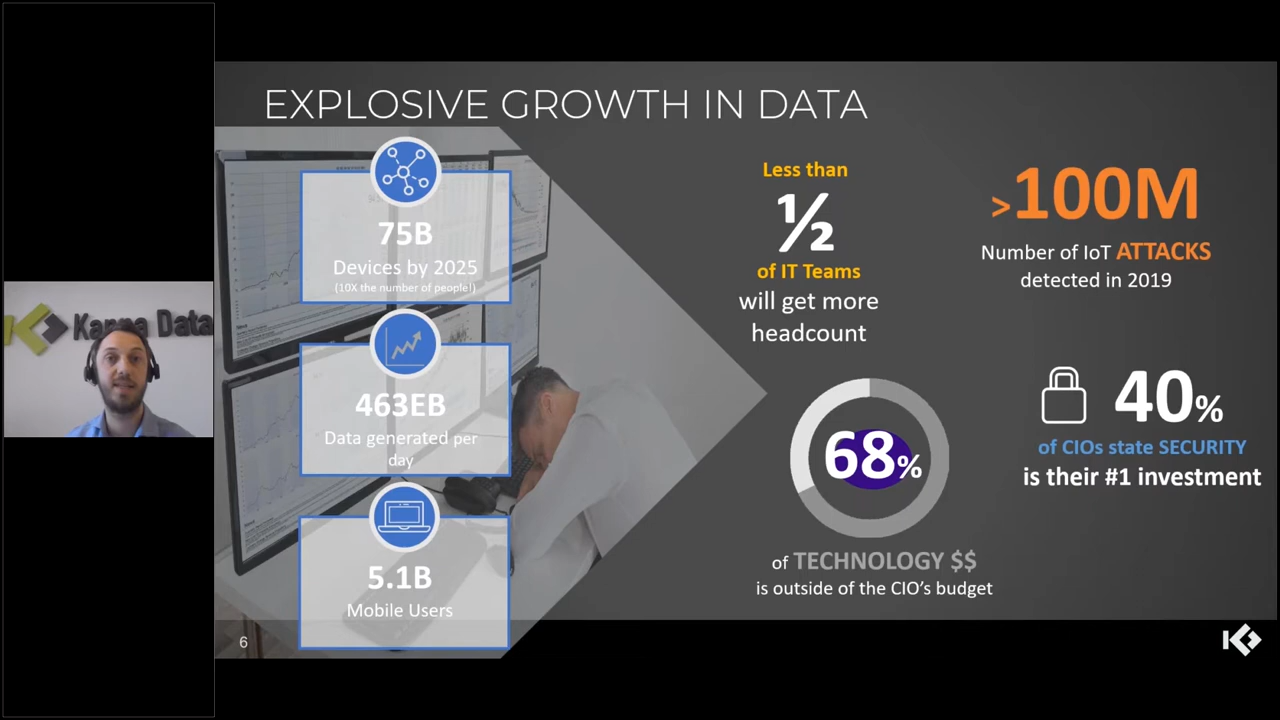 EXPLOSIVE GROWTH IN DATA
75B
Devices by 2025
(10X the number of people!)
463EB
Data generated per
day
5.1B
Mobile Users
Less than
½
of IT Teams
will get more
headcount
>100M
Number of IoT ATTACKS
detected in 2019
68%
of TECHNOLOGY $$
is outside of the CIO's budget
40%
of CIOs state SECURITY
is their #1 investment
6
Data